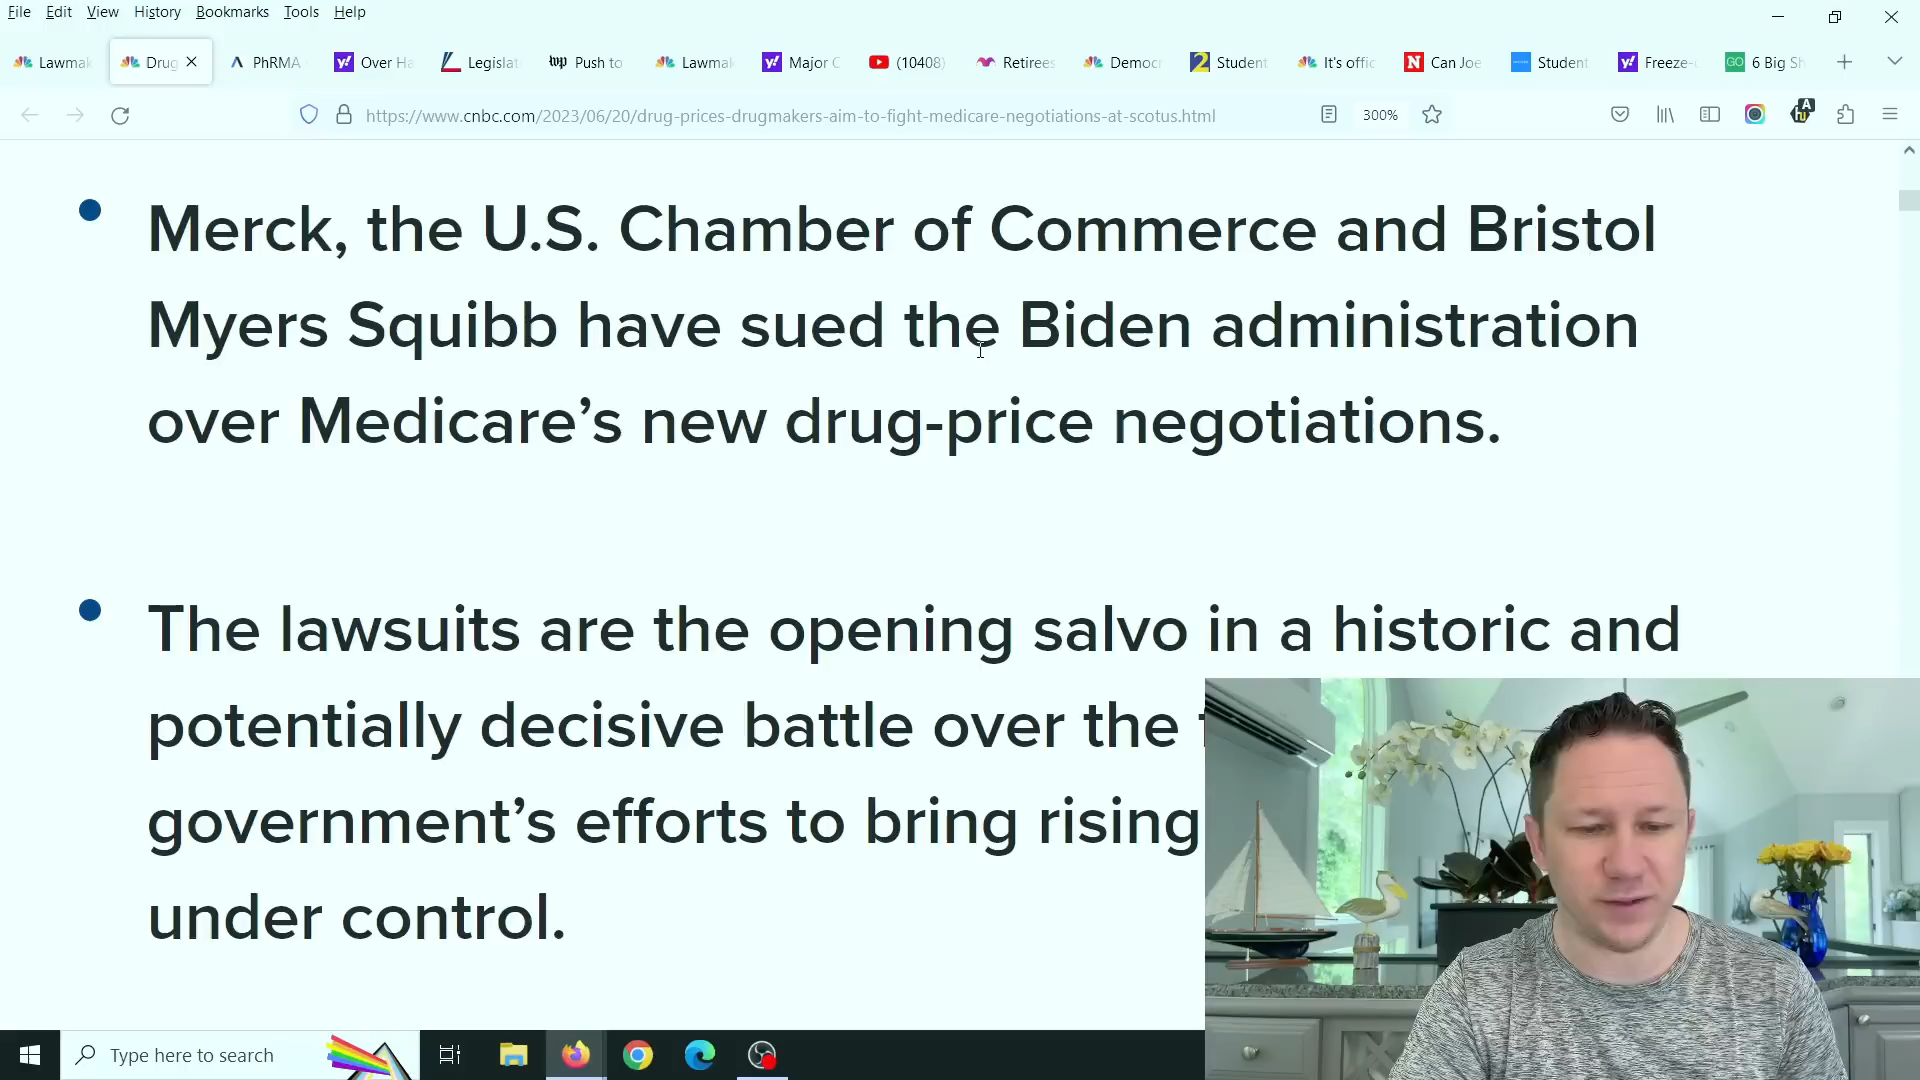 File Edit View History Bookmarks Tools Help
Lawmak Drug PhRMA Over Ha Legislat wp Push to Lawmak y! Major C (10408) Retirees Democr 2 Student It's offic N Can Joe Student y! Freeze- GO 6 Big Sh
https://www.cnbc.com/2023/06/20/drug-prices-drugmakers-aim-to-fight-medicare-negotiations-at-scotus.html 300%
Merck, the U.S. Chamber of Commerce and Bristol
Myers Squibb have sued the Biden administration
over Medicare’s new drug-price negotiations.
The lawsuits are the opening salvo in a historic and
potentially decisive battle over the
government’s efforts to bring rising
under control.
Type here to search